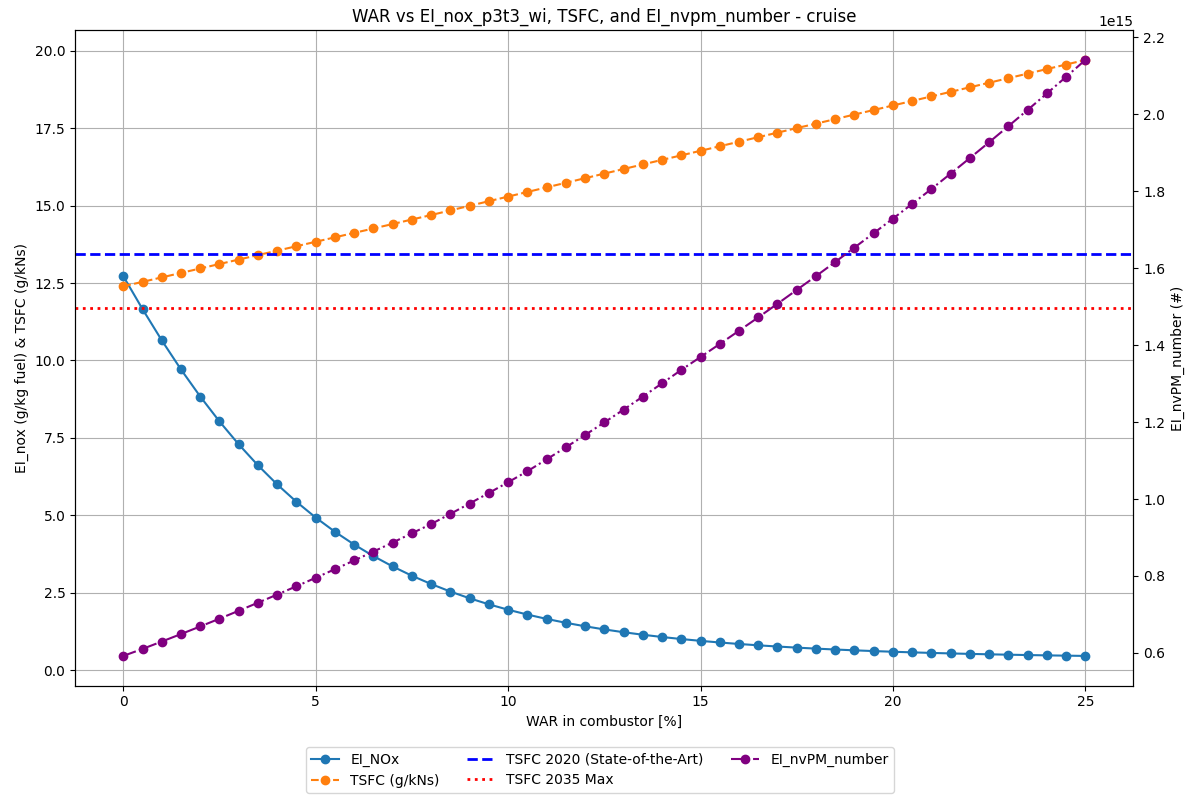 WAR vs EI_nox_p3t3_wi, TSFC, and EI_nvpm_number - cruise
1e15
20.0
17.5
15.0
12.5
10.0
7.5
5.0
2.5
0.0
EI_nox (g/kg fuel) & TSFC (g/kNs)
2.2
2.0
1.8
1.6
1.4
1.2
1.0
0.8
0.6
EI_nvPM_number (#)
0 5 10 15 20 25
WAR in combustor [%]
EI_NOx
TSFC (g/kNs)
TSFC 2020 (State-of-the-Art)
TSFC 2035 Max
EI_nvPM_number